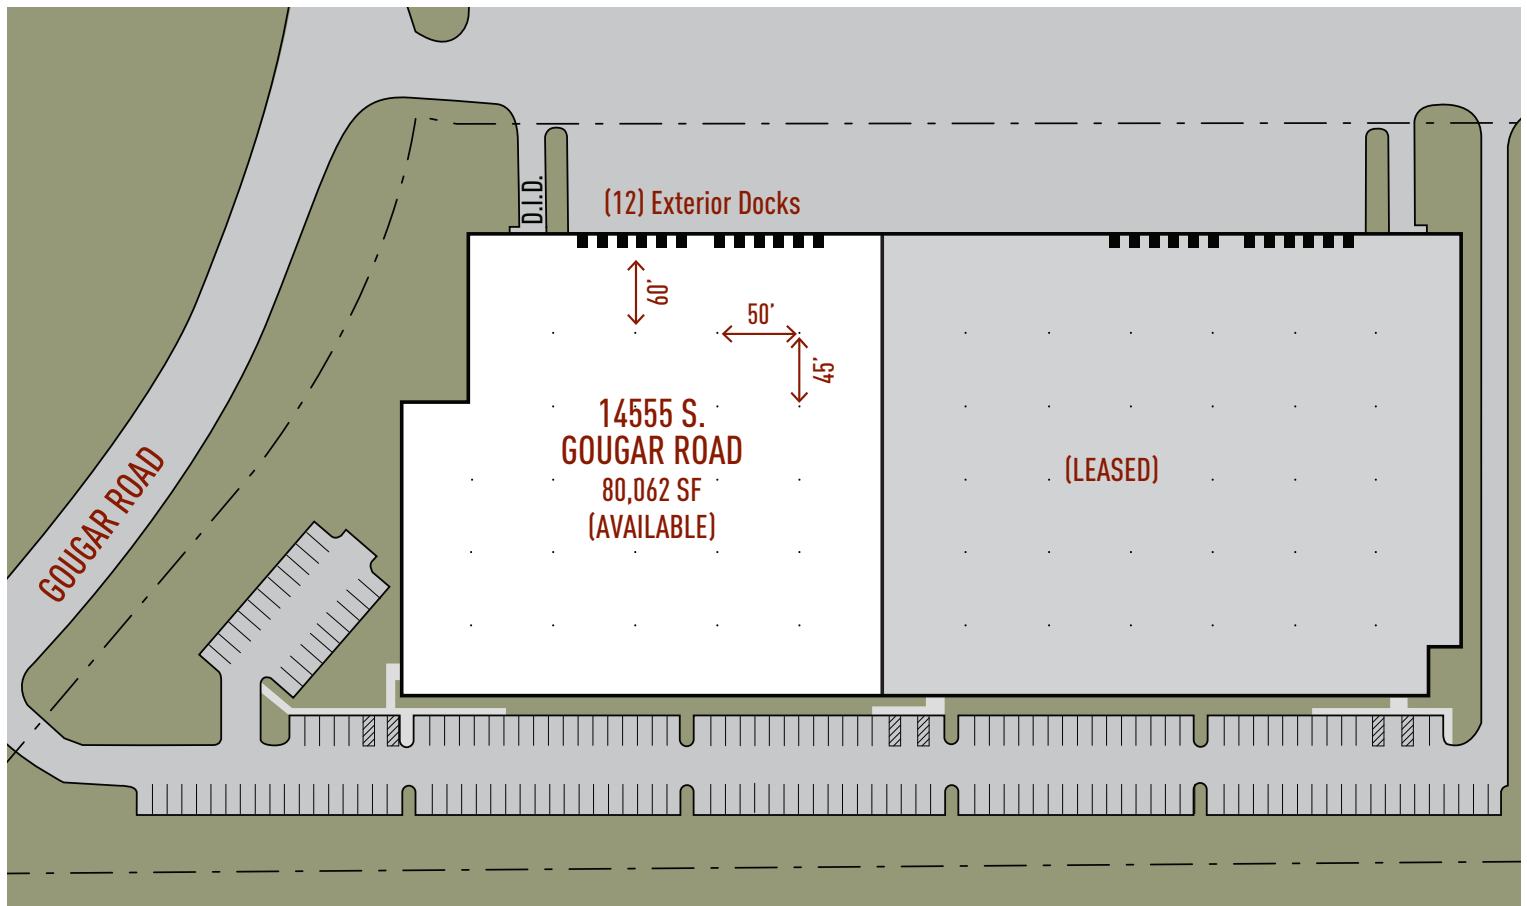 D.I.D.
(12) Exterior Docks
60'
50'
45'
14555 S.
GOUGAR ROAD
80,062 SF
(AVAILABLE)
(LEASED)
GOUGAR ROAD